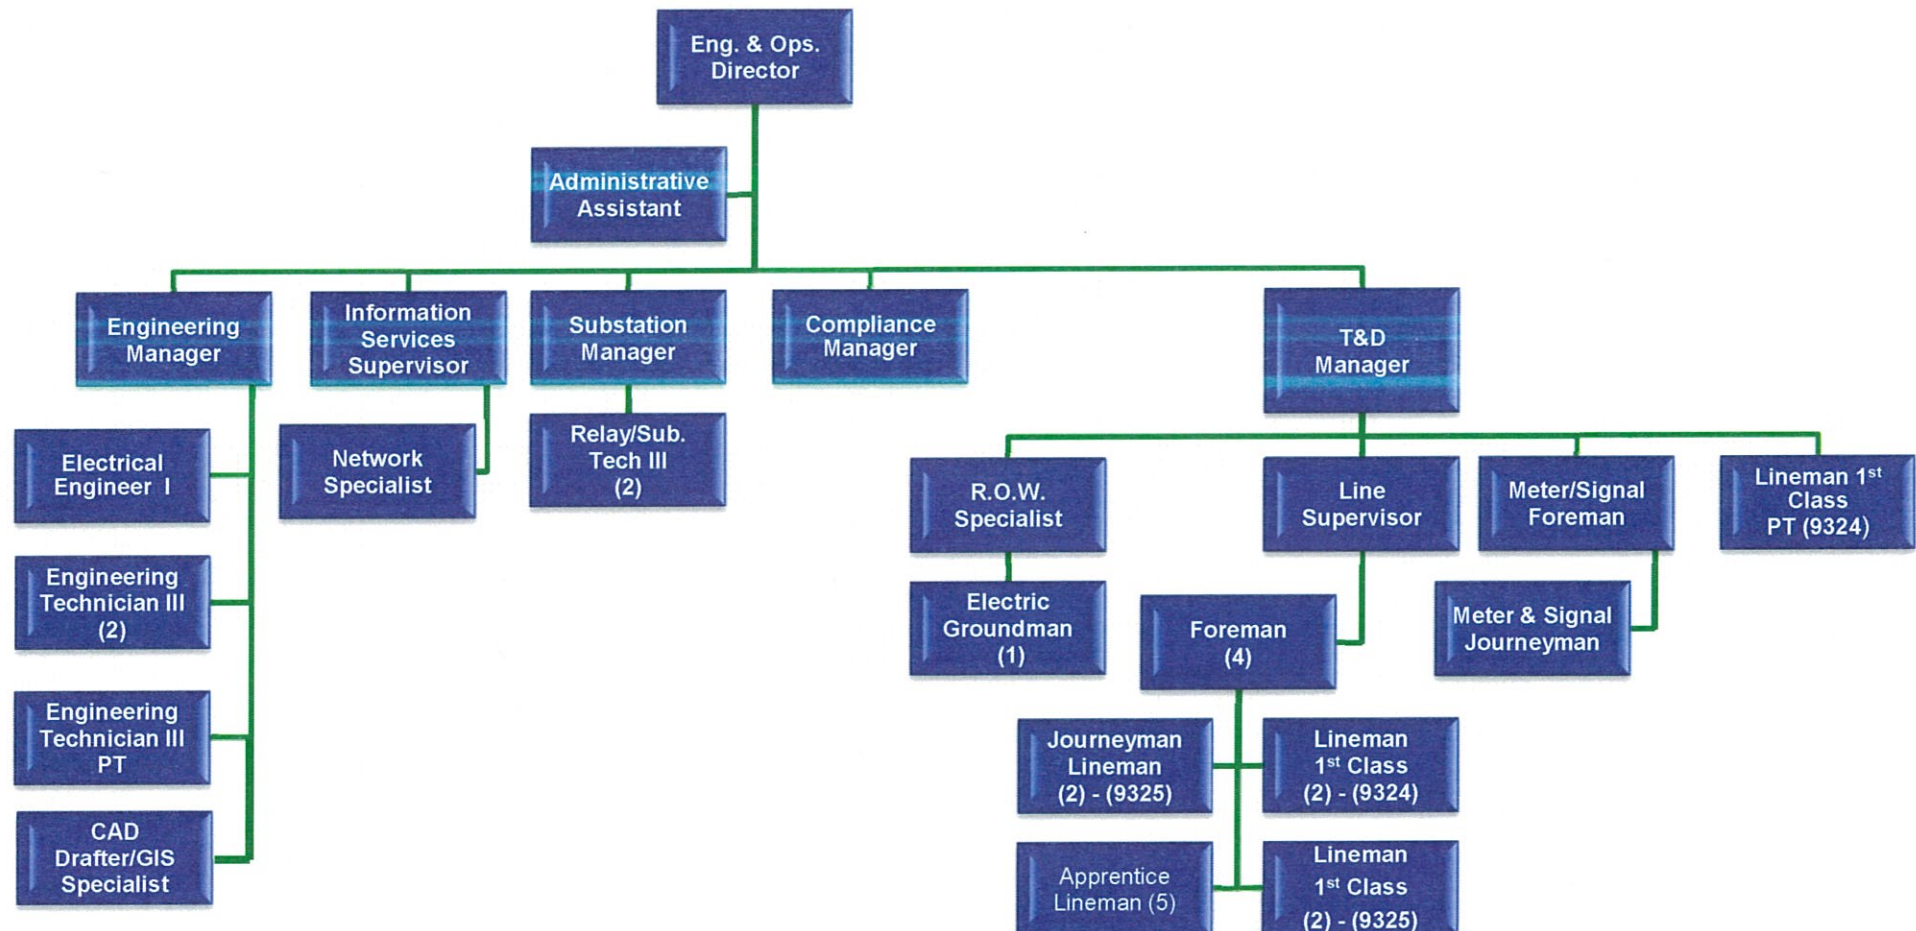 Eng. & Ops.
Director
Administrative
Assistant
Engineering
Manager
Information
Services
Supervisor
Substation
Manager
Compliance
Manager
T&D
Manager
Electrical
Engineer I
Engineering
Technician III
(2)
Engineering
Technician III
PT
CAD
Drafter/GIS
Specialist
Network
Specialist
Relay/Sub.
Tech III
(2)
R.O.W.
Specialist
Electric
Groundman
(1)
Line
Supervisor
Foreman
(4)
Journeyman
Lineman
(2) - (9325)
Lineman
1st Class
(2) - (9324)
Apprentice
Lineman (5)
Lineman
1st Class
(2) - (9325)
Meter/Signal
Foreman
Meter & Signal
Journeyman
Lineman 1st
Class
PT (9324)